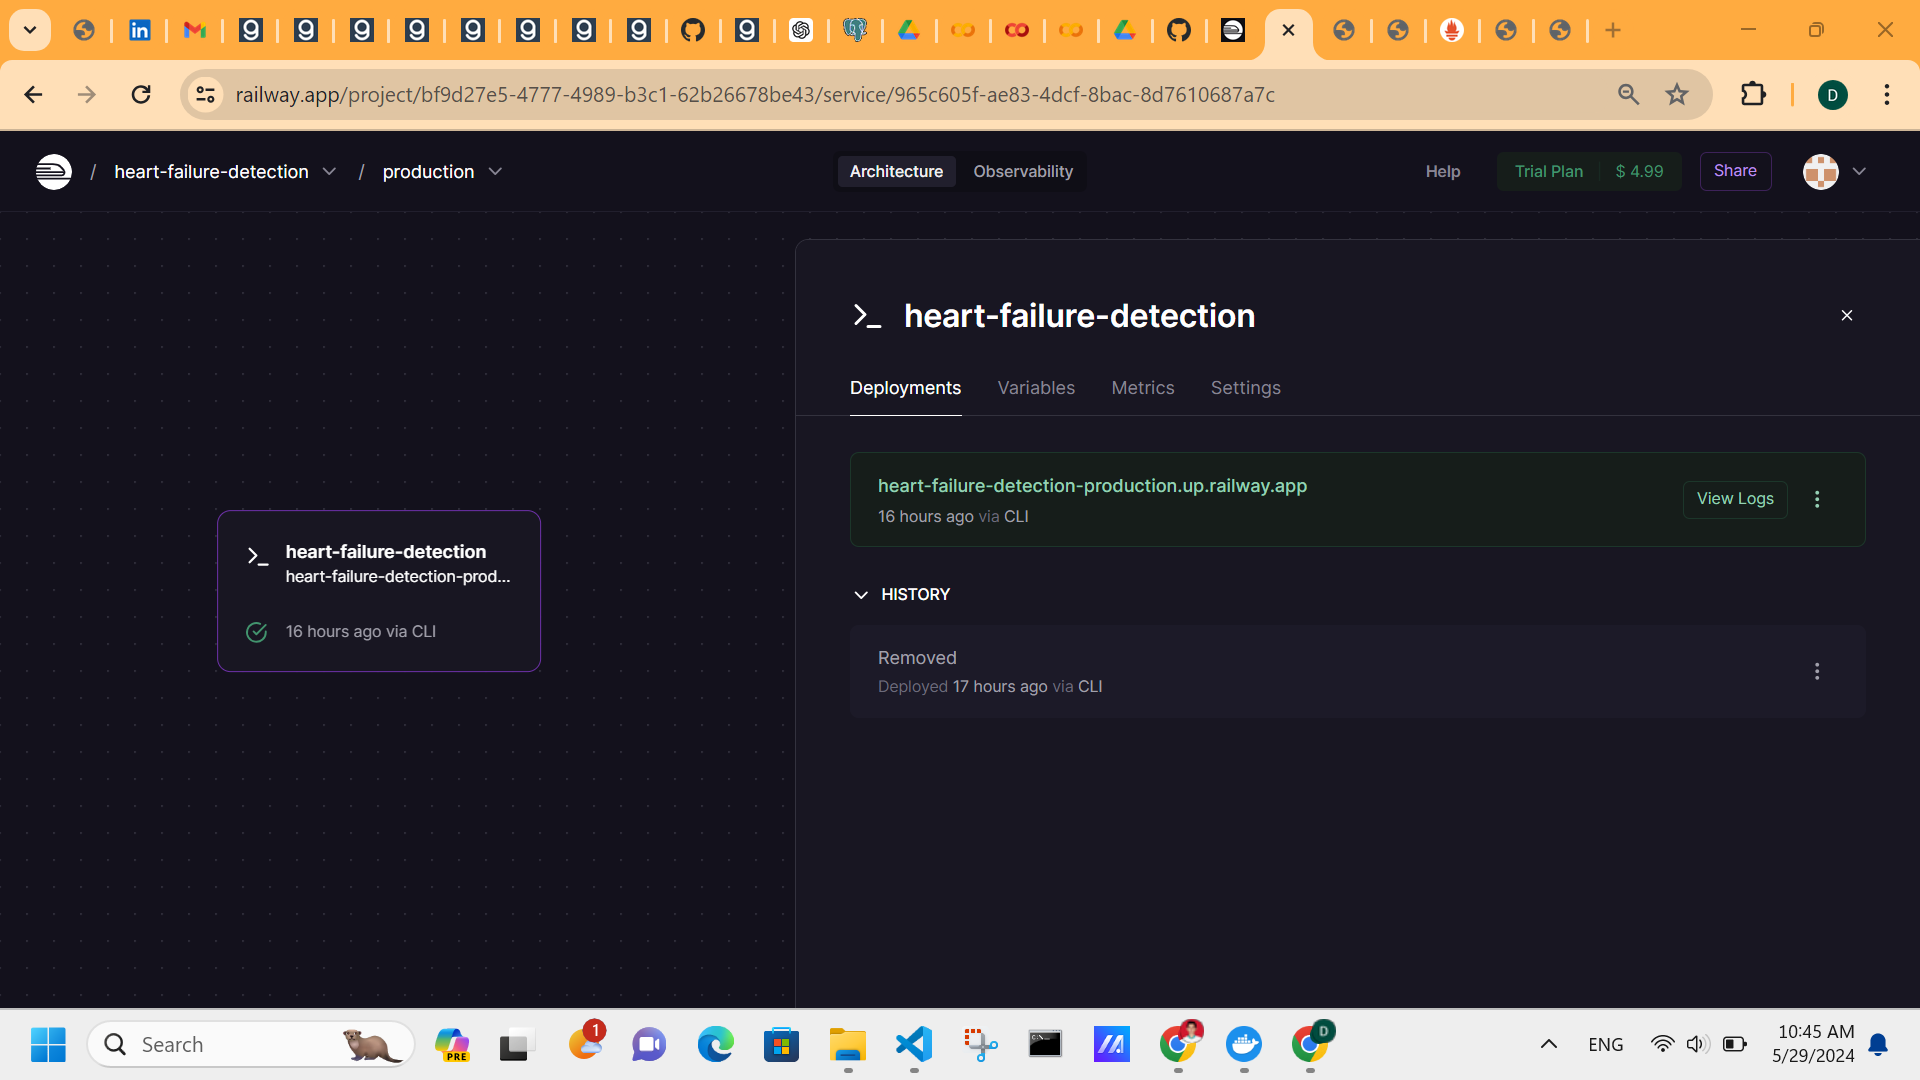 railway.app/project/bf9d27e5-4777-4989-b3c1-62b26678be43/service/965c605f-ae83-4dcf-8bac-8d7610687a7c
D
/ heart-failure-detection / production
Architecture Observability
Help Trial Plan $ 4.99 Share
heart-failure-detection
Deployments Variables Metrics Settings
heart-failure-detection-production.up.railway.app
16 hours ago via CLI
View Logs
HISTORY
Removed
Deployed 17 hours ago via CLI
heart-failure-detection
heart-failure-detection-prod...
16 hours ago via CLI
Search
PRE
1
D
ENG
10:45 AM
5/29/2024